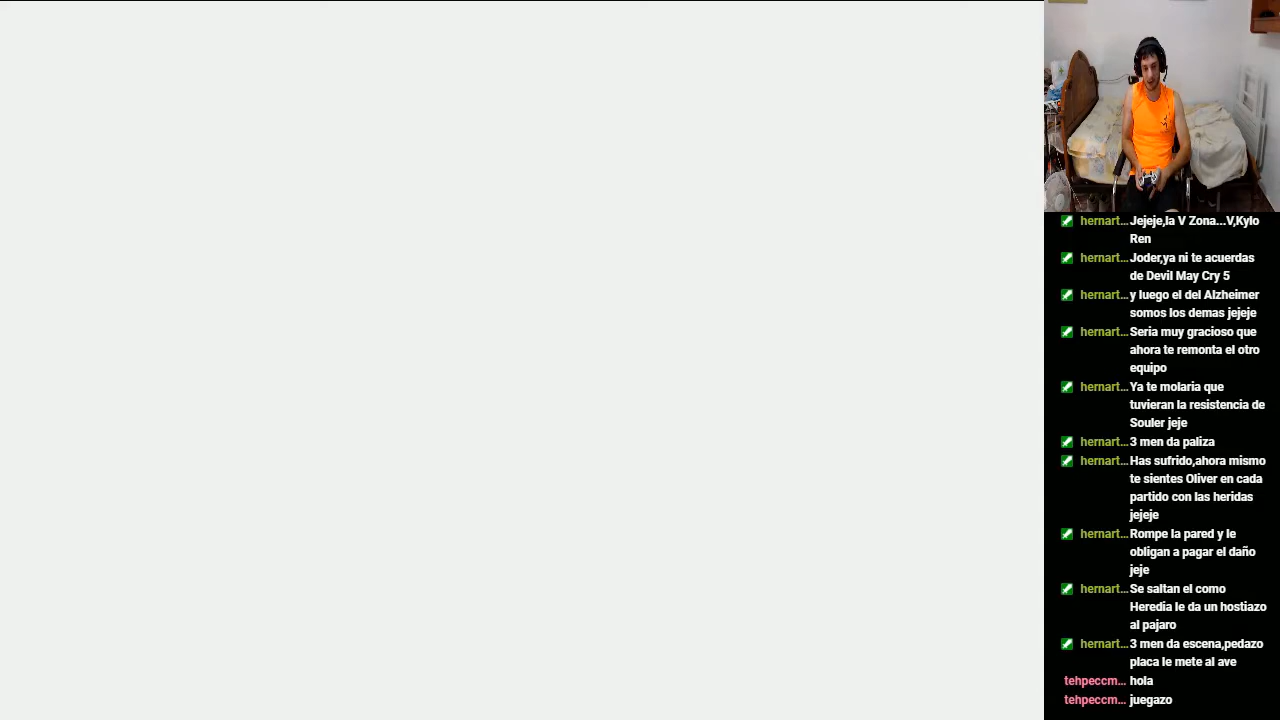 hernart... Jejeje,la V Zona...V,Kylo
Ren
hernart... Joder,ya ni te acuerdas
de Devil May Cry 5
hernart... y luego el del Alzheimer
somos los demas jejeje
hernart... Seria muy gracioso que
ahora te remonta el otro
equipo
hernart... Ya te molaria que
tuvieran la resistencia de
Souler jeje
hernart... 3 men da paliza
hernart... Has sufrido,ahora mismo
te sientes Oliver en cada
partido con las heridas
jejeje
hernart... Rompe la pared y le
obligan a pagar el daño
jeje
hernart... Se saltan el como
Heredia le da un hostiazo
al pajaro
hernart... 3 men da escena,pedazo
placa le mete al ave
tehpeccm... hola
tehpeccm... juegazo